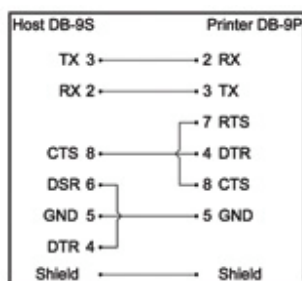 Host DB-9S Printer DB-9P
TX 3 2 RX
RX 2 3 TX
7 RTS
CTS 8 4 DTR
DSR 6 8 CTS
GND 5 5 GND
DTR 4
Shield Shield